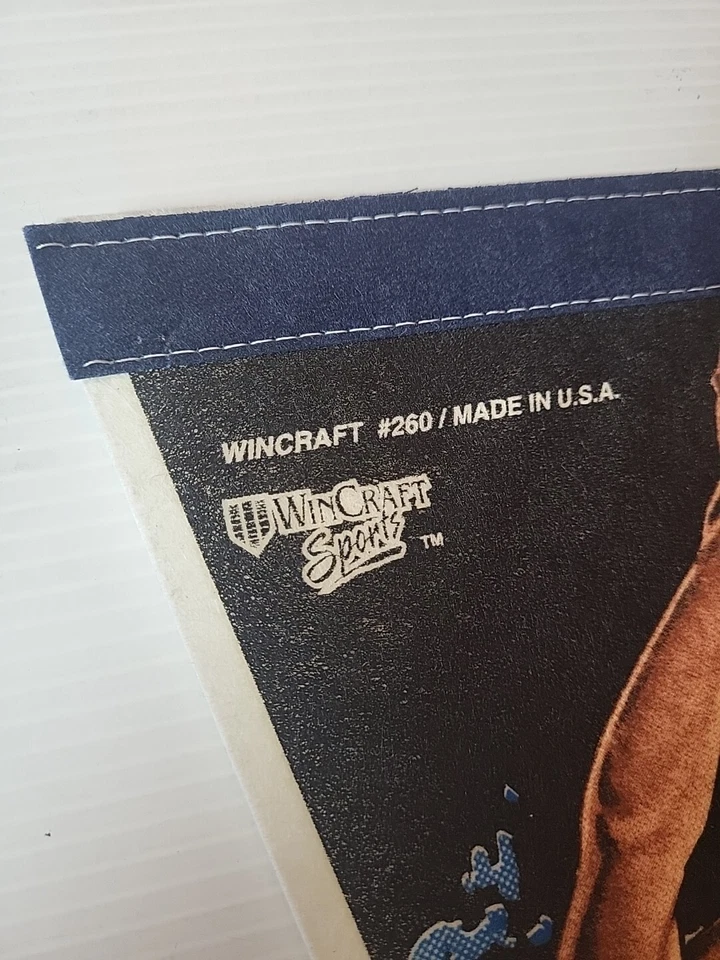 WINCRAFT #260 / MADE IN U.S.A.
WINCRAFT
Sports TM